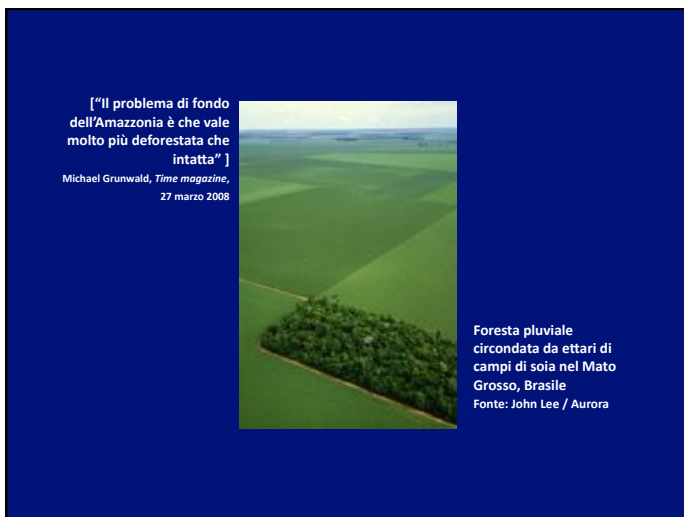 [“Il problema di fondo
dell’Amazzonia è che vale
molto più deforestata che
intatta” ]
Michael Grunwald, Time magazine,
27 marzo 2008
Foresta pluviale
circondata da ettari di
campi di soia nel Mato
Grosso, Brasile
Fonte: John Lee / Aurora